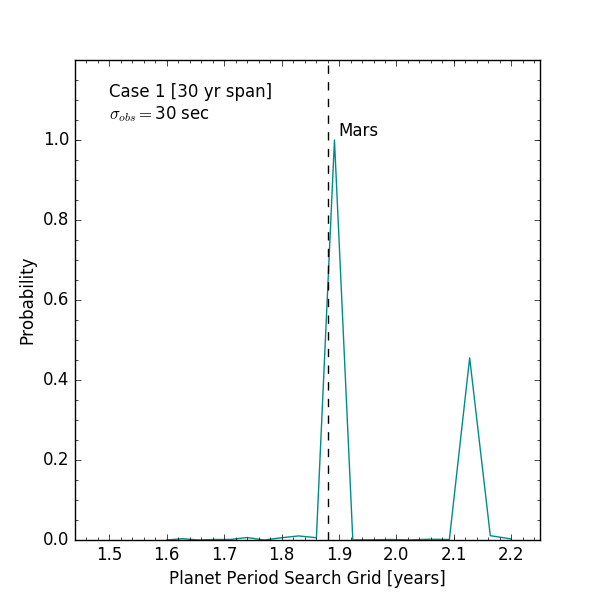 Case 1 [30 yr span]
σ_obs = 30 sec
Mars
Probability
1.0
0.8
0.6
0.4
0.2
0.0
1.5 1.6 1.7 1.8 1.9 2.0 2.1 2.2
Planet Period Search Grid [years]